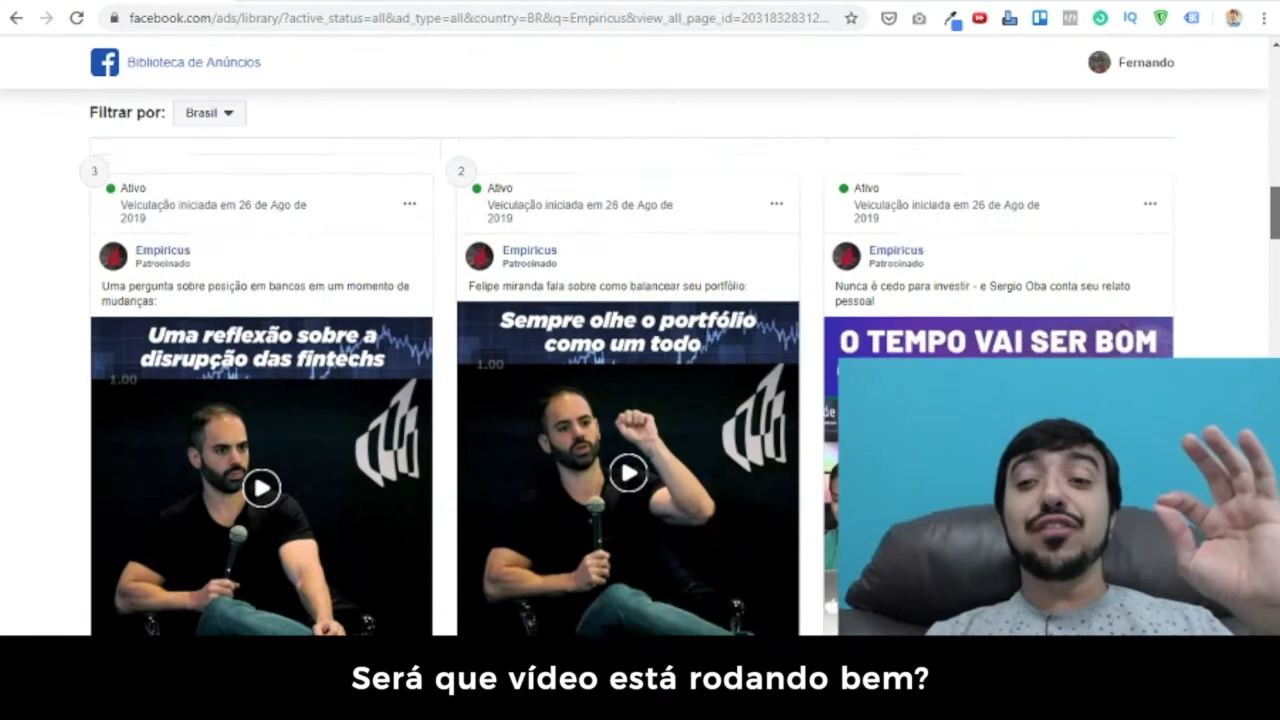 facebook.com/ads/library/?active_status=all&ad_type=all&country=BR&q=Empiricus&view_all_page_id=20318328312...
Biblioteca de Anúncios
Fernando
Filtrar por:
Brasil
3
Ativo
Veiculação iniciada em 26 de Ago de
2019
Empiricus
Patrocinado
Uma pergunta sobre posição em bancos em um momento de
mudanças:
Uma reflexão sobre a
disrupção das fintechs
1.00
2
Ativo
Veiculação iniciada em 26 de Ago de
2019
Empiricus
Patrocinado
Felipe miranda fala sobre como balancear seu portfólio:
Sempre olhe o portfólio
como um todo
1.00
Ativo
Veiculação iniciada em 26 de Ago de
2019
Empiricus
Patrocinado
Nunca é cedo para investir - e Sergio Oba conta seu relato
pessoal
O TEMPO VAI SER BOM
Será que vídeo está rodando bem?